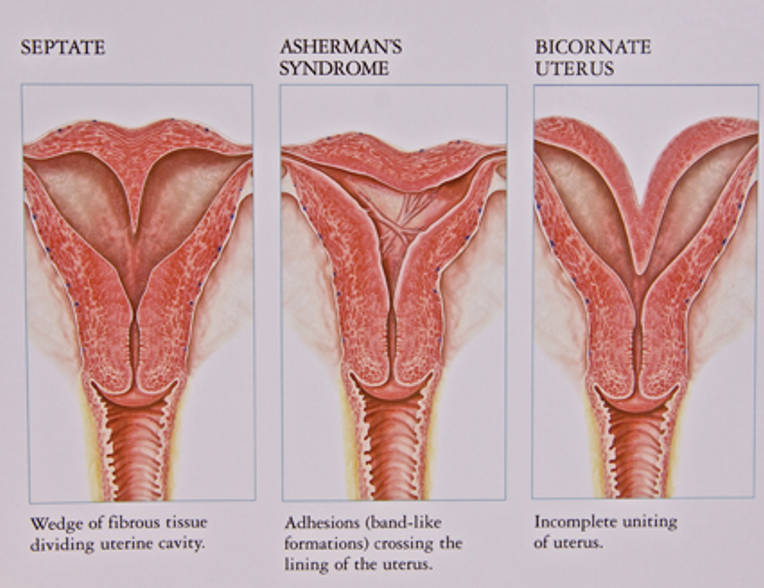 SEPTATE
ASHERMAN'S
SYNDROME
BICORNATE
UTERUS
Wedge of fibrous tissue
dividing uterine cavity.
Adhesions (band-like
formations) crossing the
lining of the uterus.
Incomplete uniting
of uterus.